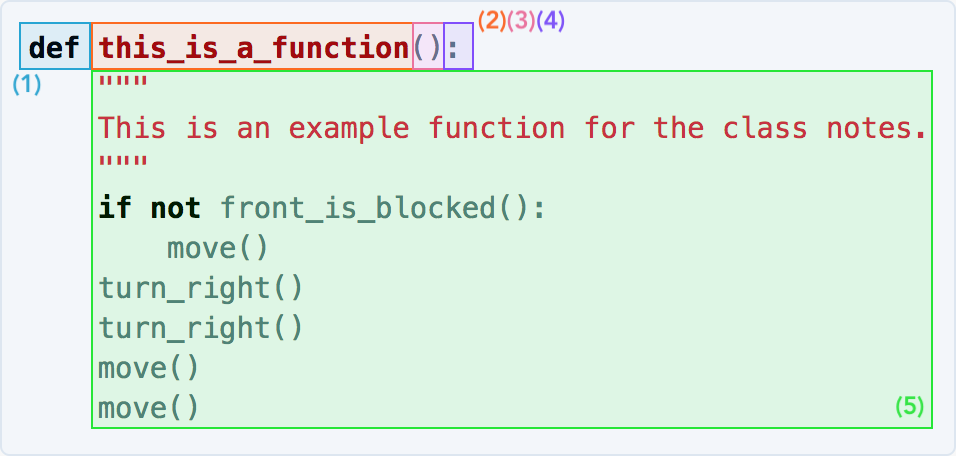 (2)(3)(4)
def this_is_a_function():
(1)
"""
This is an example function for the class notes.
"""
if not front_is_blocked():
    move()
turn_right()
turn_right()
move()
move()
(5)